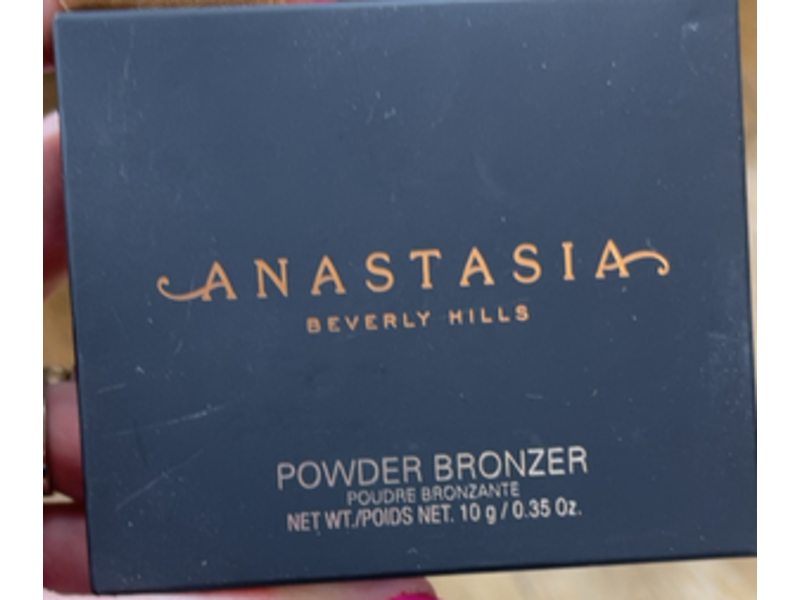 ANASTASIA
BEVERLY HILLS
POWDER BRONZER
POUDRE BRONZANTE
NET WT./POIDS NET. 10 g / 0.35 Oz.